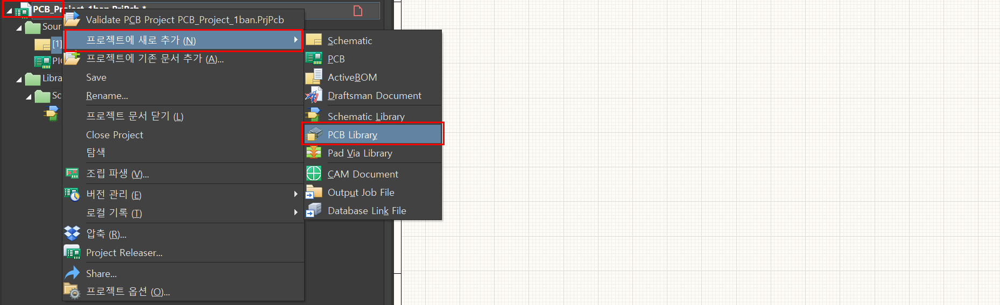 PCB_Project_1ban.PrjPcb *
Validate PCB Project PCB_Project_1ban.PrjPcb
Sour
프로젝트에 새로 추가 (N)
[1]
프로젝트에 기존 문서 추가 (A)...
PI
Save
Libra
Rename...
Sc
프로젝트 문서 닫기 (L)
Close Project
탐색
조립 파생 (V)...
버전 관리 (E)
로컬 기록 (T)
압축 (R)...
Project Releaser...
Share...
프로젝트 옵션 (O)...
Schematic
PCB
ActiveBOM
Draftsman Document
Schematic Library
PCB Library
Pad Via Library
CAM Document
Output Job File
Database Link File